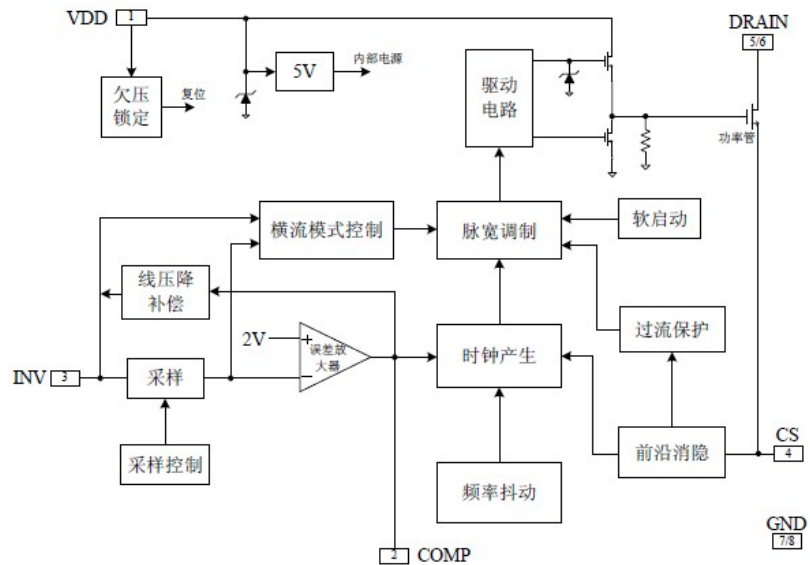 VDD
1
DRAIN
5/6
欠压
锁定
复位
5V
内部电源
驱动
电路
功率管
横流模式控制
脉宽调制
软启动
线压降
补偿
2V
+
误差放
大器
−
时钟产生
过流保护
INV
3
采样
采样控制
频率抖动
前沿消隐
CS
4
GND
7/8
2
COMP